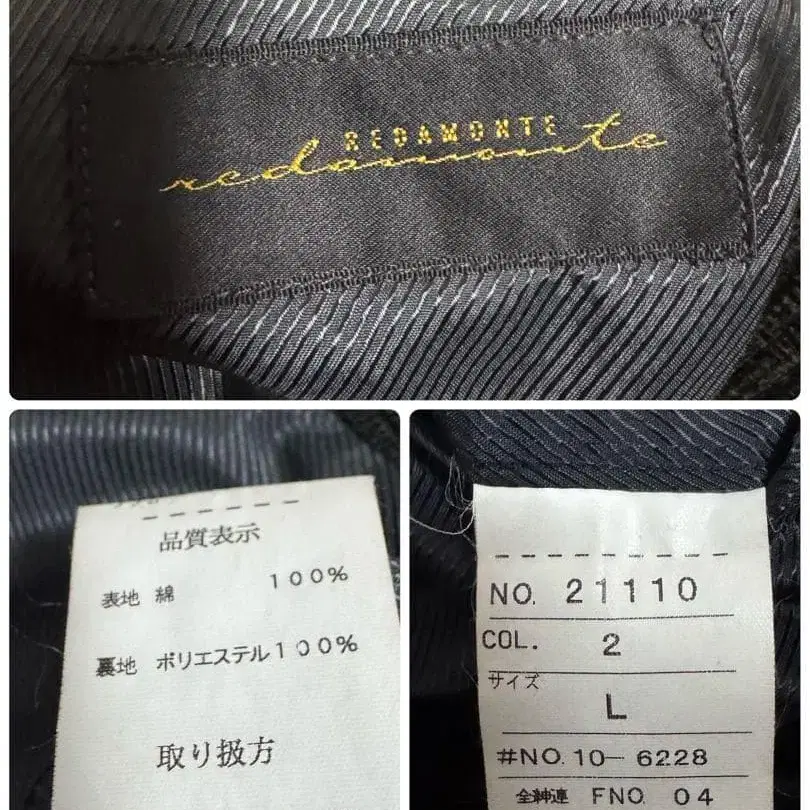 REDAMONTE
redamonte
品質表示
表地 綿 100%
裏地 ポリエステル100%
取り扱方
NO. 21110
COL. 2
サイズ
L
#NO. 10-6228
全紳連 FNO. 04